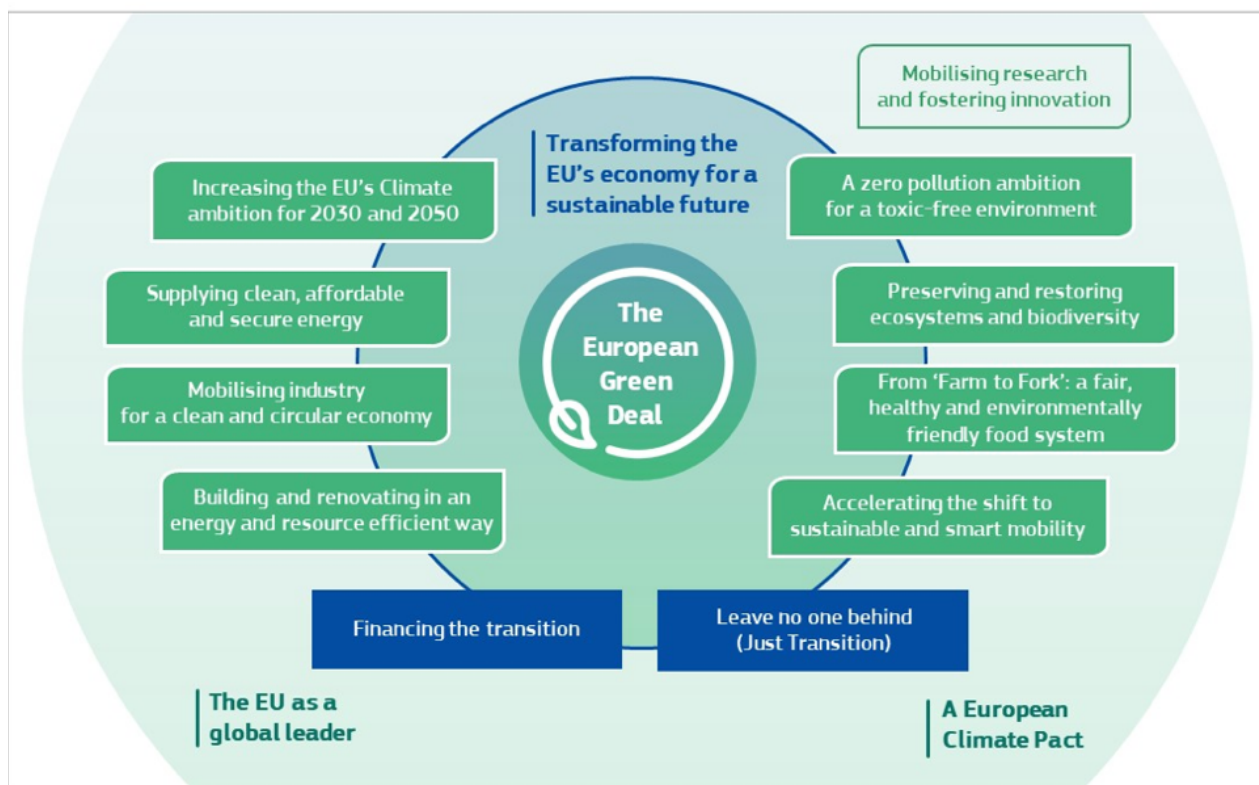 Mobilising research
and fostering innovation
Transforming the
EU's economy for a
sustainable future
Increasing the EU's Climate
ambition for 2030 and 2050
A zero pollution ambition
for a toxic-free environment
Supplying clean, affordable
and secure energy
Preserving and restoring
ecosystems and biodiversity
The
European
Green
Deal
Mobilising industry
for a clean and circular economy
From ‘Farm to Fork’: a fair,
healthy and environmentally
friendly food system
Building and renovating in an
energy and resource efficient way
Accelerating the shift to
sustainable and smart mobility
Financing the transition
Leave no one behind
(Just Transition)
The EU as a
global leader
A European
Climate Pact